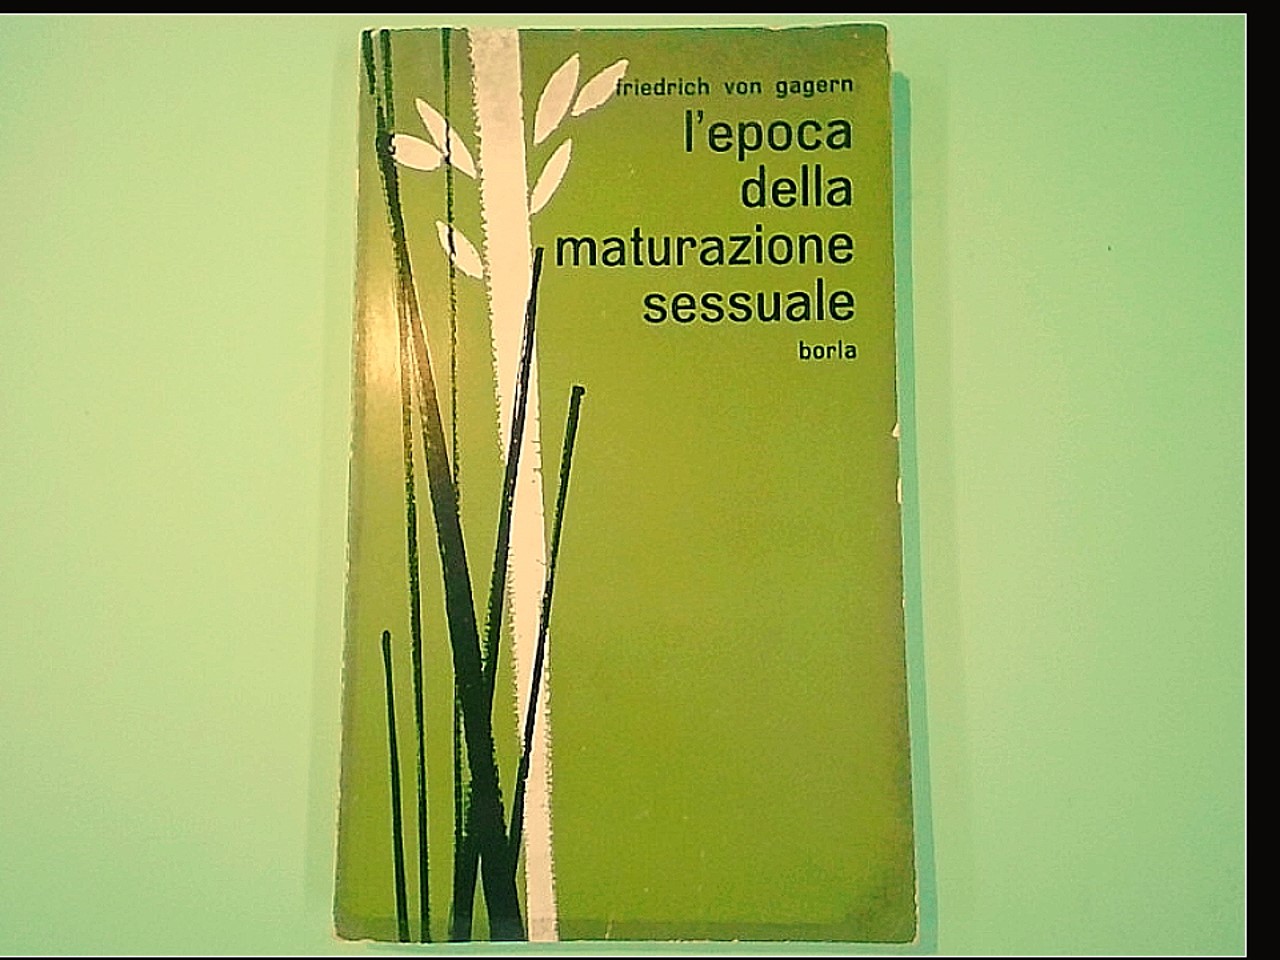 friedrich von gagern
l'epoca
della
maturazione
sessuale
borla